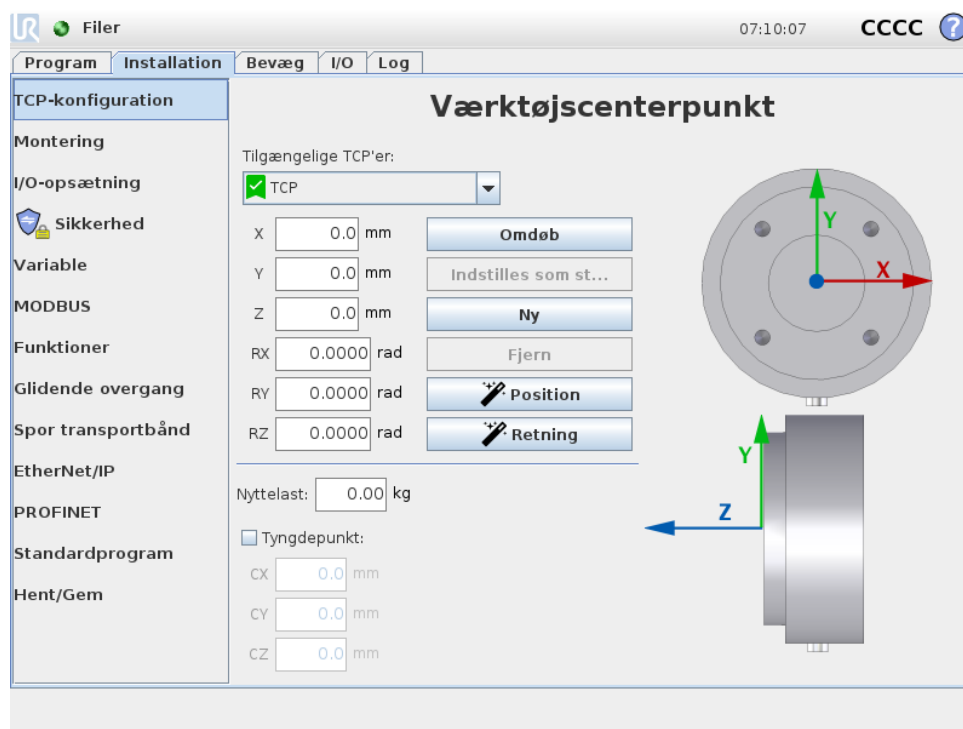 UR Filer 07:10:07 CCCC ?
Program Installation Bevæg I/O Log
TCP-konfiguration
Montering
I/O-opsætning
Sikkerhed
Variable
MODBUS
Funktioner
Glidende overgang
Spor transportbånd
EtherNet/IP
PROFINET
Standardprogram
Hent/Gem
Værktøjscenterpunkt
Tilgængelige TCP'er:
TCP
X 0.0 mm Omdøb
Y 0.0 mm Indstilles som st...
Z 0.0 mm Ny
RX 0.0000 rad Fjern
RY 0.0000 rad Position
RZ 0.0000 rad Retning
Nyttelast: 0.00 kg
Tyngdepunkt:
CX 0.0 mm
CY 0.0 mm
CZ 0.0 mm
Y
X
Y
Z